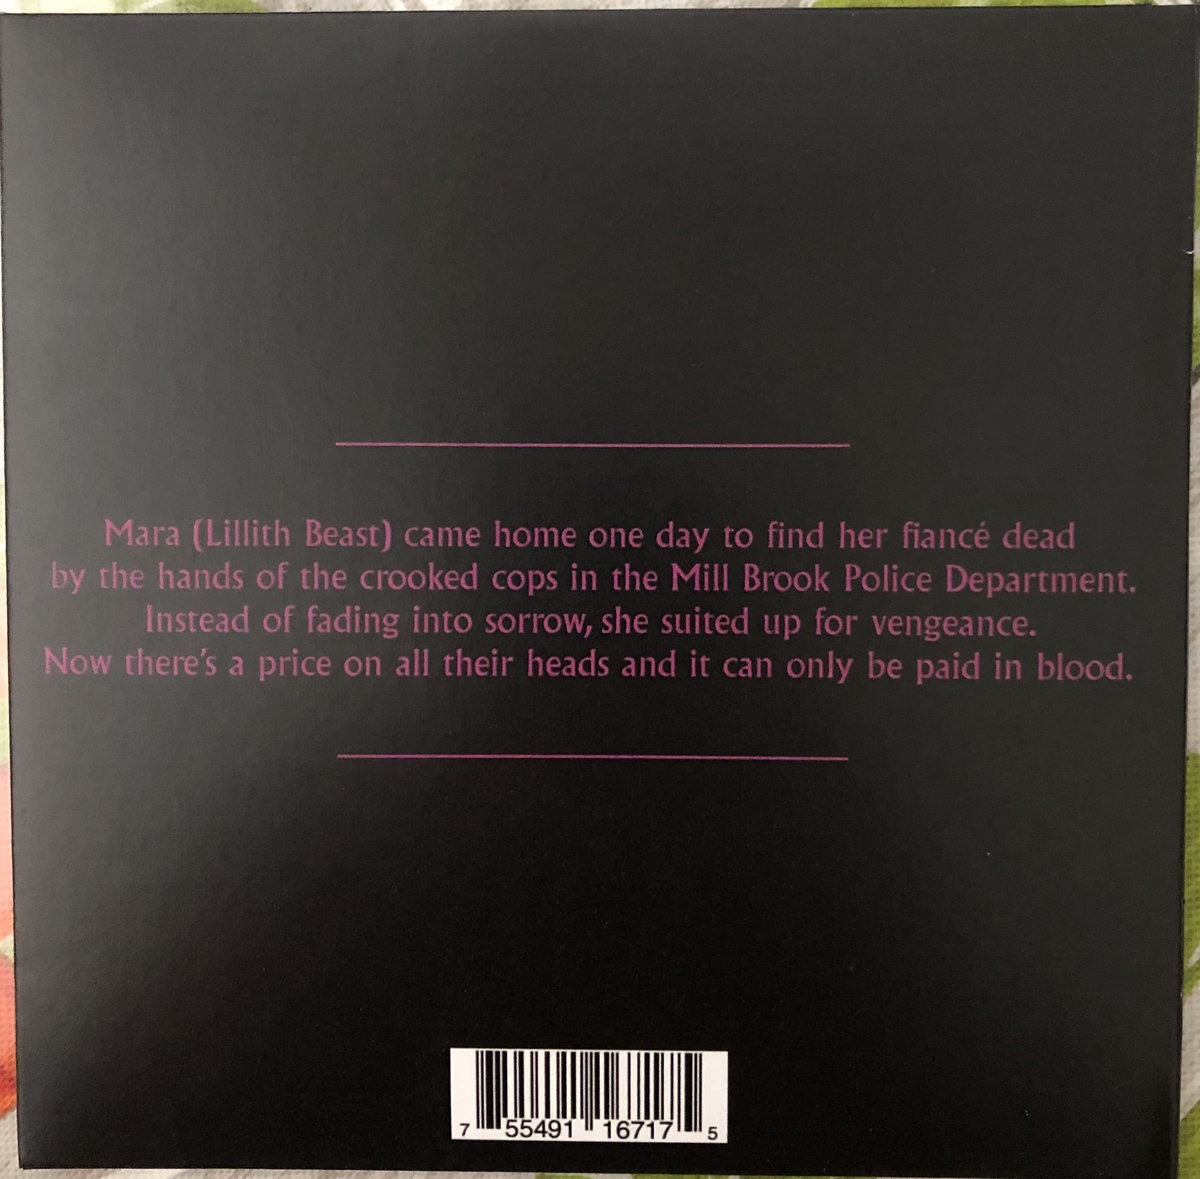 Mara (Lillith Beast) came home one day to find her fiancé dead
by the hands of the crooked cops in the Mill Brook Police Department.
Instead of fading into sorrow, she suited up for vengeance.
Now there's a price on all their heads and it can only be paid in blood.
7 55491 16717 5